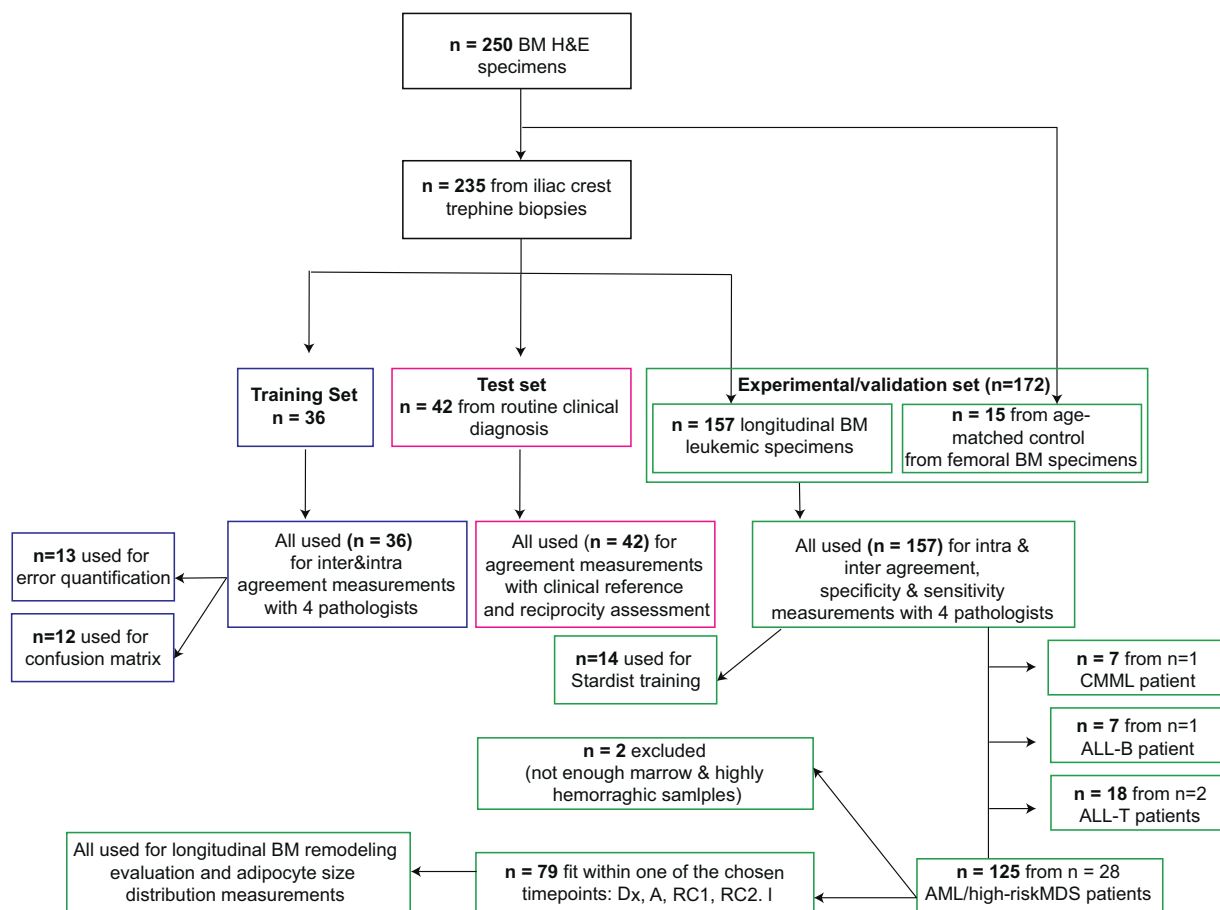 n = 250 BM H&E
specimens
n = 235 from iliac crest
trephine biopsies
Training Set
n = 36
Test set
n = 42 from routine clinical
diagnosis
Experimental/validation set (n=172)
n = 157 longitudinal BM
leukemic specimens
n = 15 from age-
matched control
from femoral BM specimens
n=13 used for
error quantification
n=12 used for
confusion matrix
All used (n = 36)
for inter&intra
agreement measurements
with 4 pathologists
All used (n = 42) for
agreement measurements
with clinical reference
and reciprocity assessment
All used (n = 157) for intra &
inter agreement,
specificity & sensitivity
measurements with 4 pathologists
n=14 used for
Stardist training
n = 7 from n=1
CMML patient
n = 7 from n=1
ALL-B patient
n = 18 from n=2
ALL-T patients
n = 2 excluded
(not enough marrow & highly
hemorraghic samlples)
All used for longitudinal BM remodeling
evaluation and adipocyte size
distribution measurements
n = 79 fit within one of the chosen
timepoints: Dx, A, RC1, RC2. I
n = 125 from n = 28
AML/high-riskMDS patients